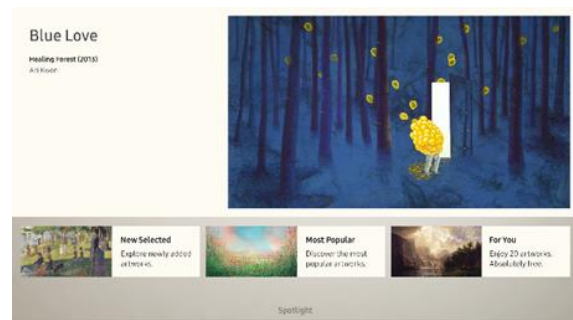 Blue Love
Healing Forest (2013)
New Selected
Explore newly added
artworks.
Most Popular
Discover the most
popular artworks.
For You
Enjoy 20 artworks.
Absolutely free.
Spotlight